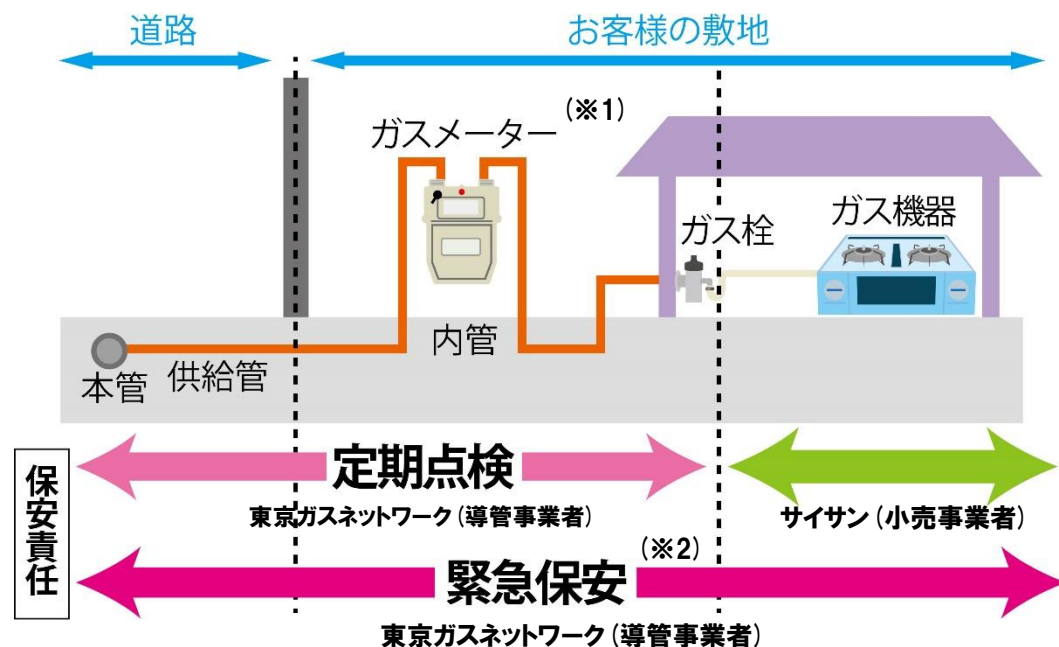 道路
お客様の敷地
ガスメーター(※1)
ガス栓
ガス機器
内管
供給管
本管
保安責任
定期点検
東京ガスネットワーク(導管事業者)
サイサン(小売事業者)
緊急保安(※2)
東京ガスネットワーク(導管事業者)